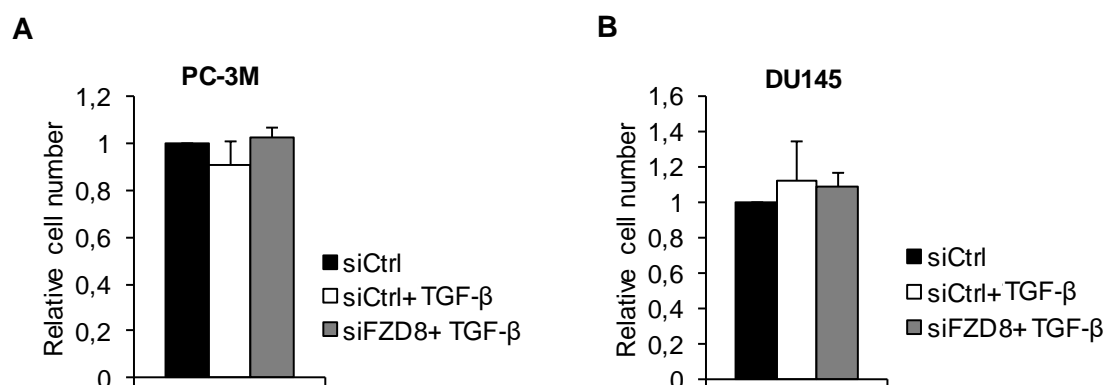 A
PC-3M
Relative cell number
1,2
1
0,8
0,6
0,4
0,2
0
siCtrl
siCtrl+ TGF-β
siFZD8+ TGF-β
B
DU145
Relative cell number
1,6
1,4
1,2
1
0,8
0,6
0,4
0,2
0
siCtrl
siCtrl+ TGF-β
siFZD8+ TGF-β